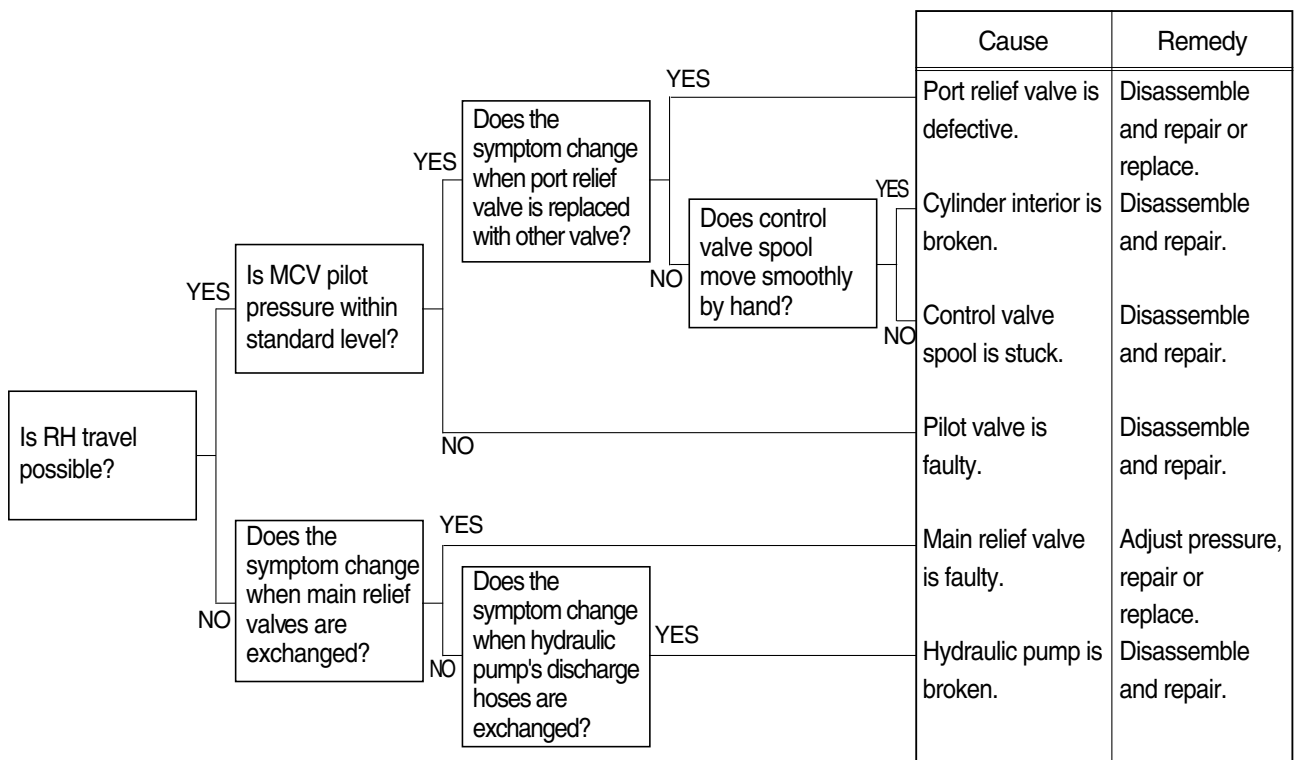 Is RH travel
possible?
YES
NO
Is MCV pilot
pressure within
standard level?
YES
NO
Does the
symptom change
when port relief
valve is replaced
with other valve?
YES
NO
Does control
valve spool
move smoothly
by hand?
YES
NO
Does the
symptom change
when main relief
valves are
exchanged?
YES
NO
Does the
symptom change
when hydraulic
pump's discharge
hoses are
exchanged?
YES
Cause
Remedy
Port relief valve is
defective.
Disassemble
and repair or
replace.
Cylinder interior is
broken.
Disassemble
and repair.
Control valve
spool is stuck.
Disassemble
and repair.
Pilot valve is
faulty.
Disassemble
and repair.
Main relief valve
is faulty.
Adjust pressure,
repair or
replace.
Hydraulic pump is
broken.
Disassemble
and repair.